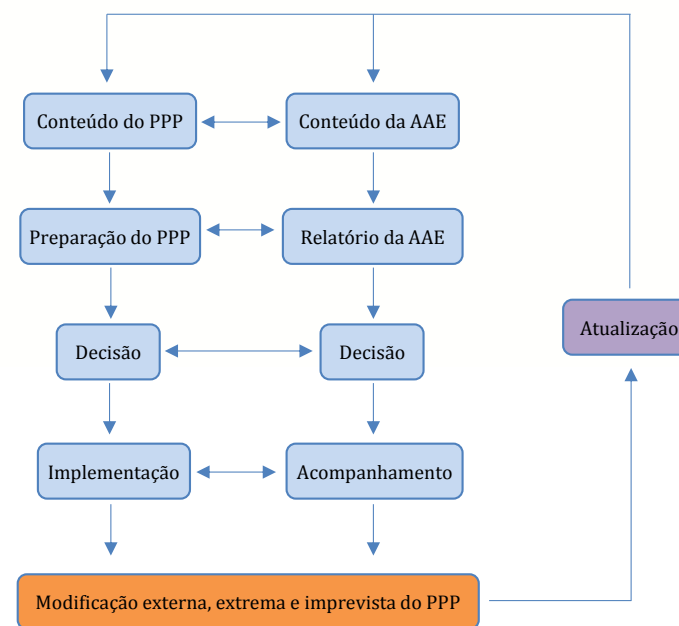 Conteúdo do PPP
Conteúdo da AAE
Preparação do PPP
Relatório da AAE
Atualização
Decisão
Decisão
Implementação
Acompanhamento
Modificação externa, extrema e imprevista do PPP